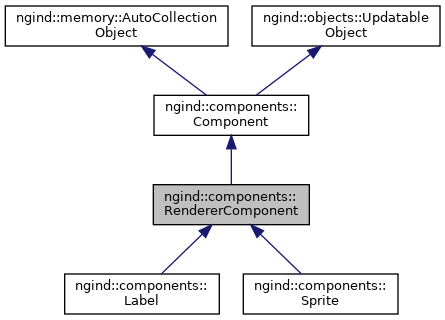 ngind::memory::AutoCollection
Object
ngind::objects::Updatable
Object
ngind::components::
Component
ngind::components::
RendererComponent
ngind::components::
Label
ngind::components::
Sprite